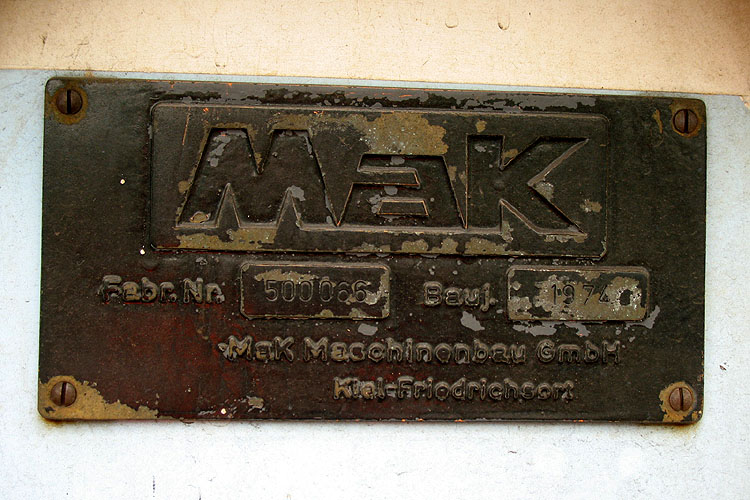 MaK
Fabr. Nr. 500066 Bauj. 1974
MaK Maschinenbau GmbH
Kiel-Friedrichsort